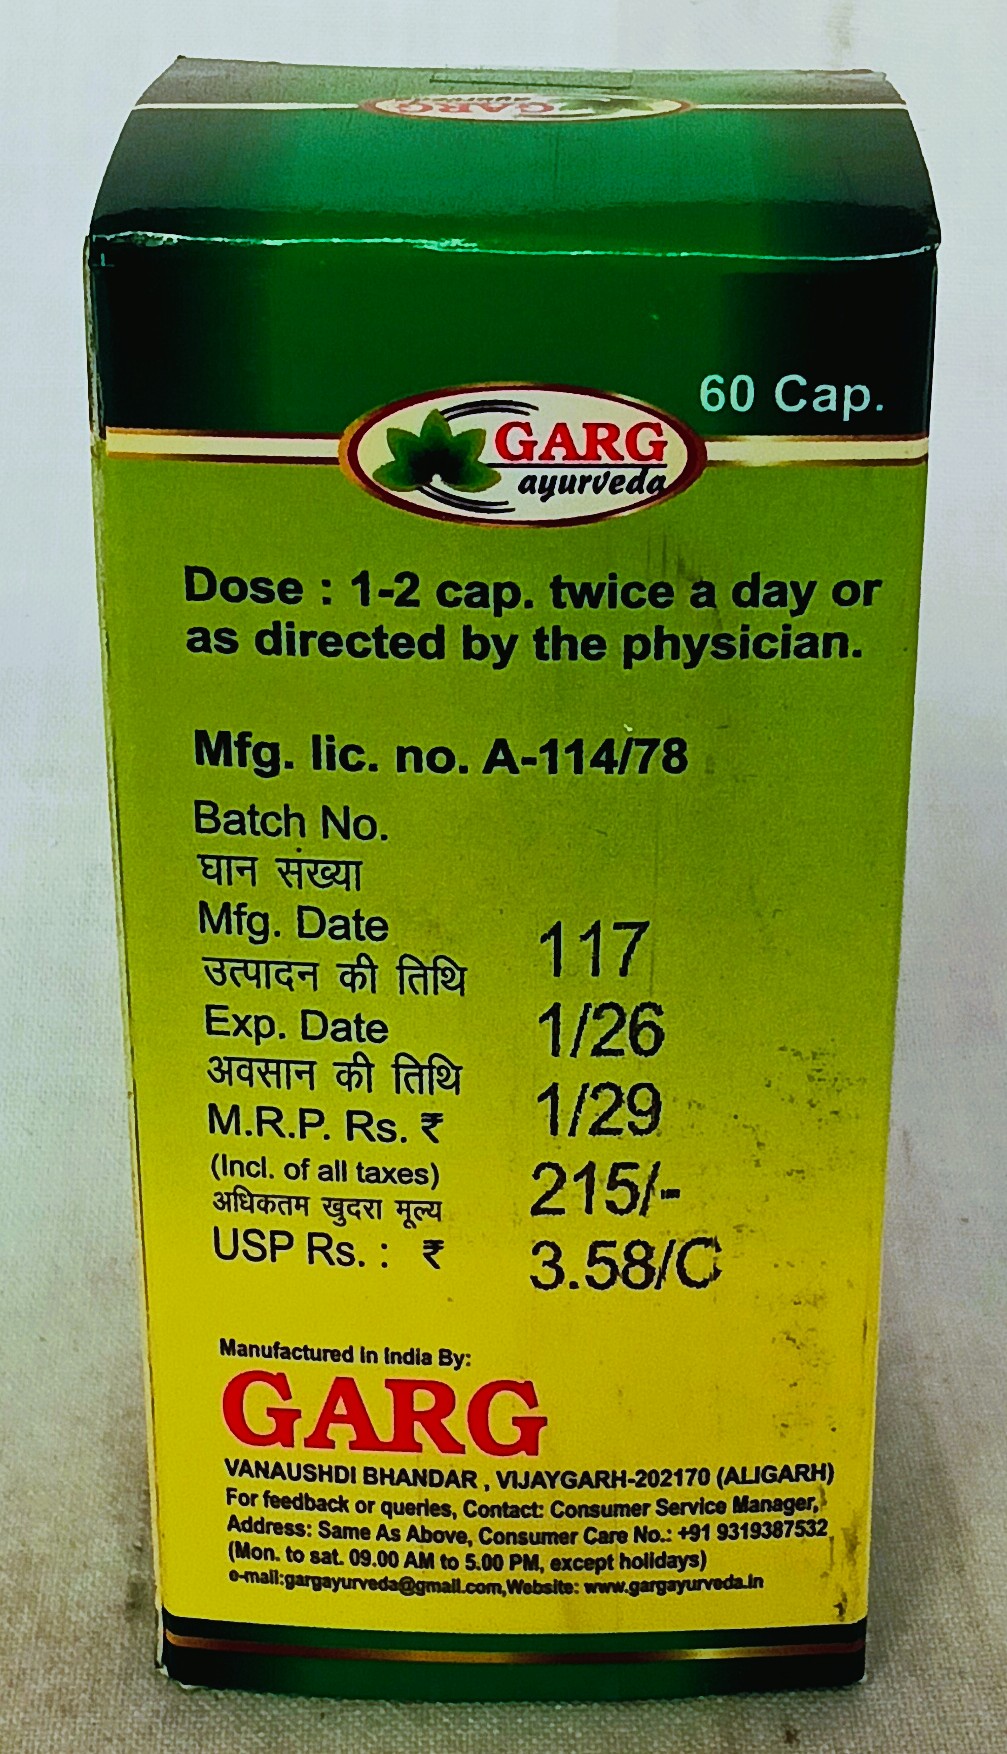 GARG
ayurveda
60 Cap.
GARG
ayurveda
Dose : 1-2 cap. twice a day or
as directed by the physician.
Mfg. lic. no. A-114/78
Batch No.
घान संख्या
Mfg. Date 117
उत्पादन की तिथि
Exp. Date 1/26
अवसान की तिथि
M.R.P. Rs. ₹ 1/29
(Incl. of all taxes) 215/-
अधिकतम खुदरा मूल्य
USP Rs. : ₹ 3.58/C
Manufactured in India By:
GARG
VANAUSHDI BHANDAR , VIJAYGARH-202170 (ALIGARH)
For feedback or queries, Contact: Consumer Service Manager,
Address: Same As Above, Consumer Care No.: +91 9319387532
(Mon. to sat. 09.00 AM to 5.00 PM, except holidays)
e-mail:gargayurveda@gmail.com,Website: www.gargayurveda.in